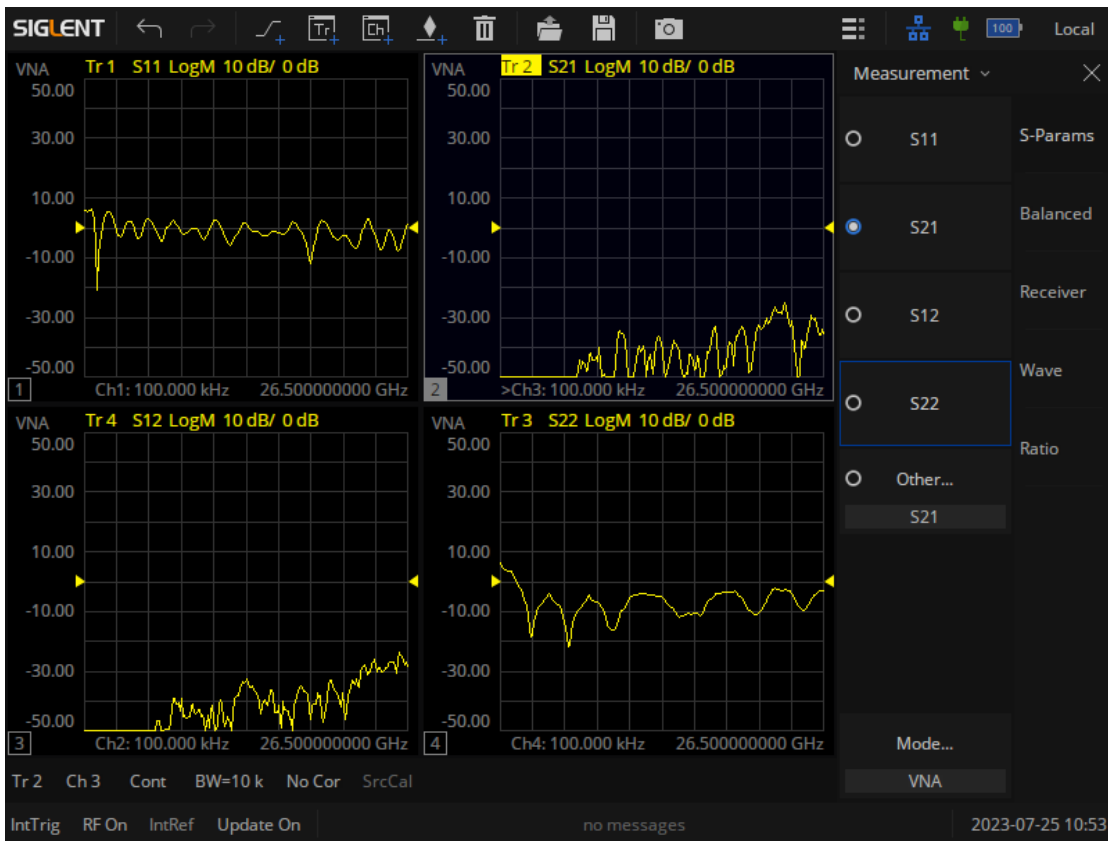 SIGLENT Tr Ch 100 Local
VNA Tr 1 S11 LogM 10 dB/ 0 dB
50.00
30.00
10.00
-10.00
-30.00
-50.00
1 Ch1: 100.000 kHz 26.500000000 GHz
VNA Tr 2 S21 LogM 10 dB/ 0 dB
50.00
30.00
10.00
-10.00
-30.00
-50.00
2 >Ch3: 100.000 kHz 26.500000000 GHz
VNA Tr 4 S12 LogM 10 dB/ 0 dB
50.00
30.00
10.00
-10.00
-30.00
-50.00
3 Ch2: 100.000 kHz 26.500000000 GHz
VNA Tr 3 S22 LogM 10 dB/ 0 dB
50.00
30.00
10.00
-10.00
-30.00
-50.00
4 Ch4: 100.000 kHz 26.500000000 GHz
Measurement
S11
S21
S12
S22
Other...
S21
Mode...
VNA
S-Params
Balanced
Receiver
Wave
Ratio
Tr 2 Ch 3 Cont BW=10 k No Cor SrcCal
IntTrig RF On IntRef Update On no messages 2023-07-25 10:53